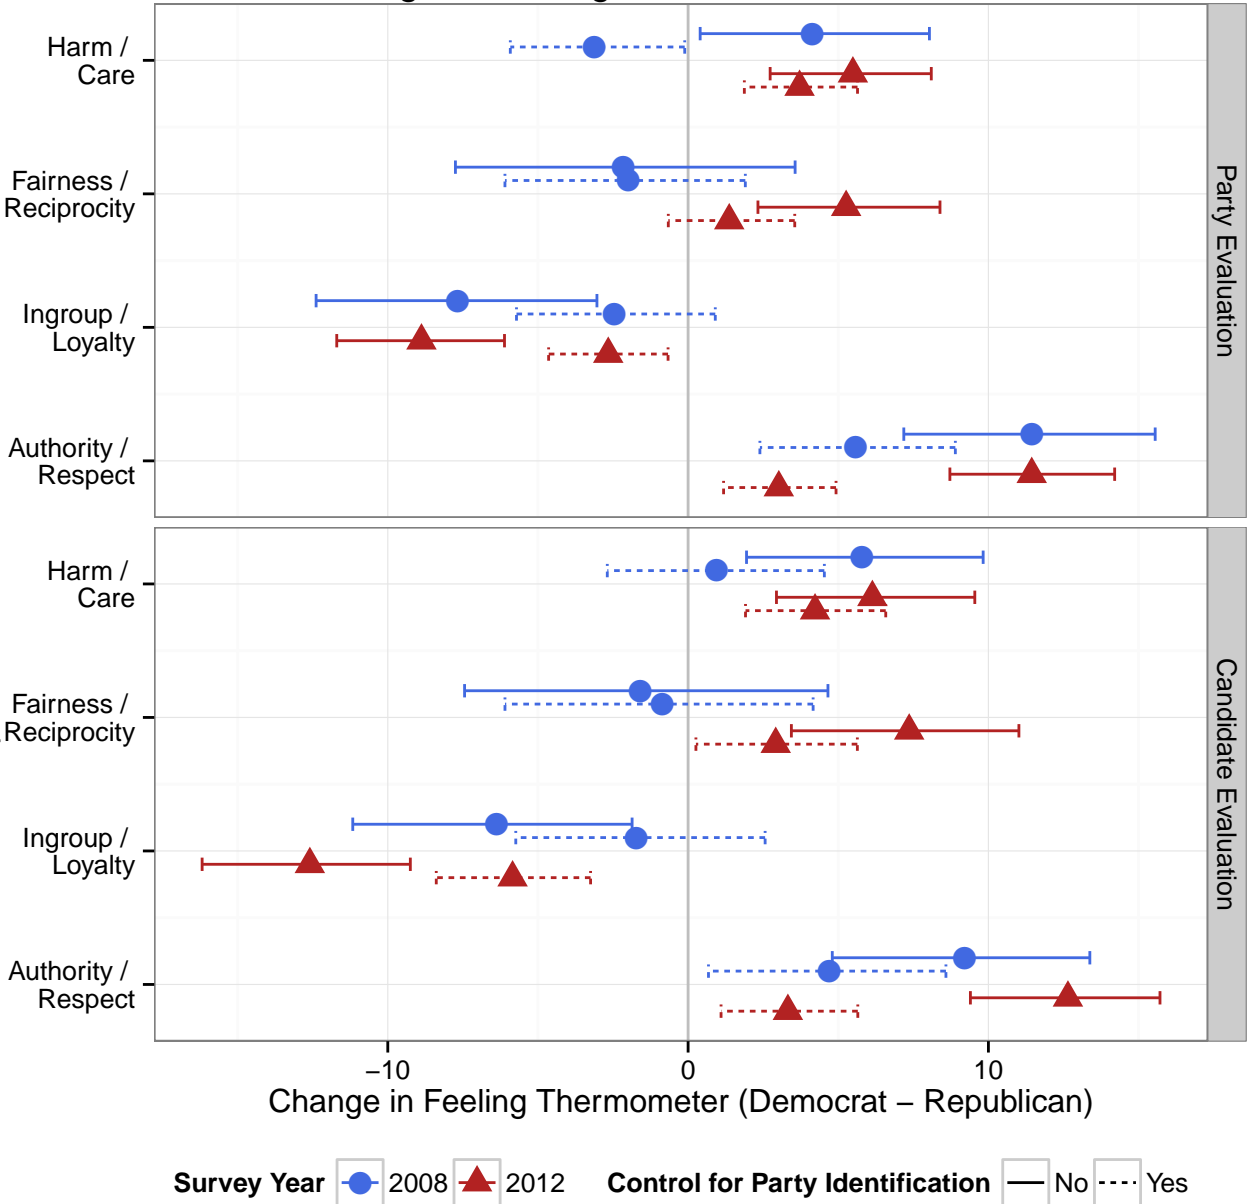 Harm /
Care
Fairness /
Reciprocity
Ingroup /
Loyalty
Authority /
Respect
Party Evaluation
Harm /
Care
Fairness /
Reciprocity
Ingroup /
Loyalty
Authority /
Respect
Candidate Evaluation
−10 0 10
Change in Feeling Thermometer (Democrat − Republican)
Survey Year 2008 2012 Control for Party Identification No Yes